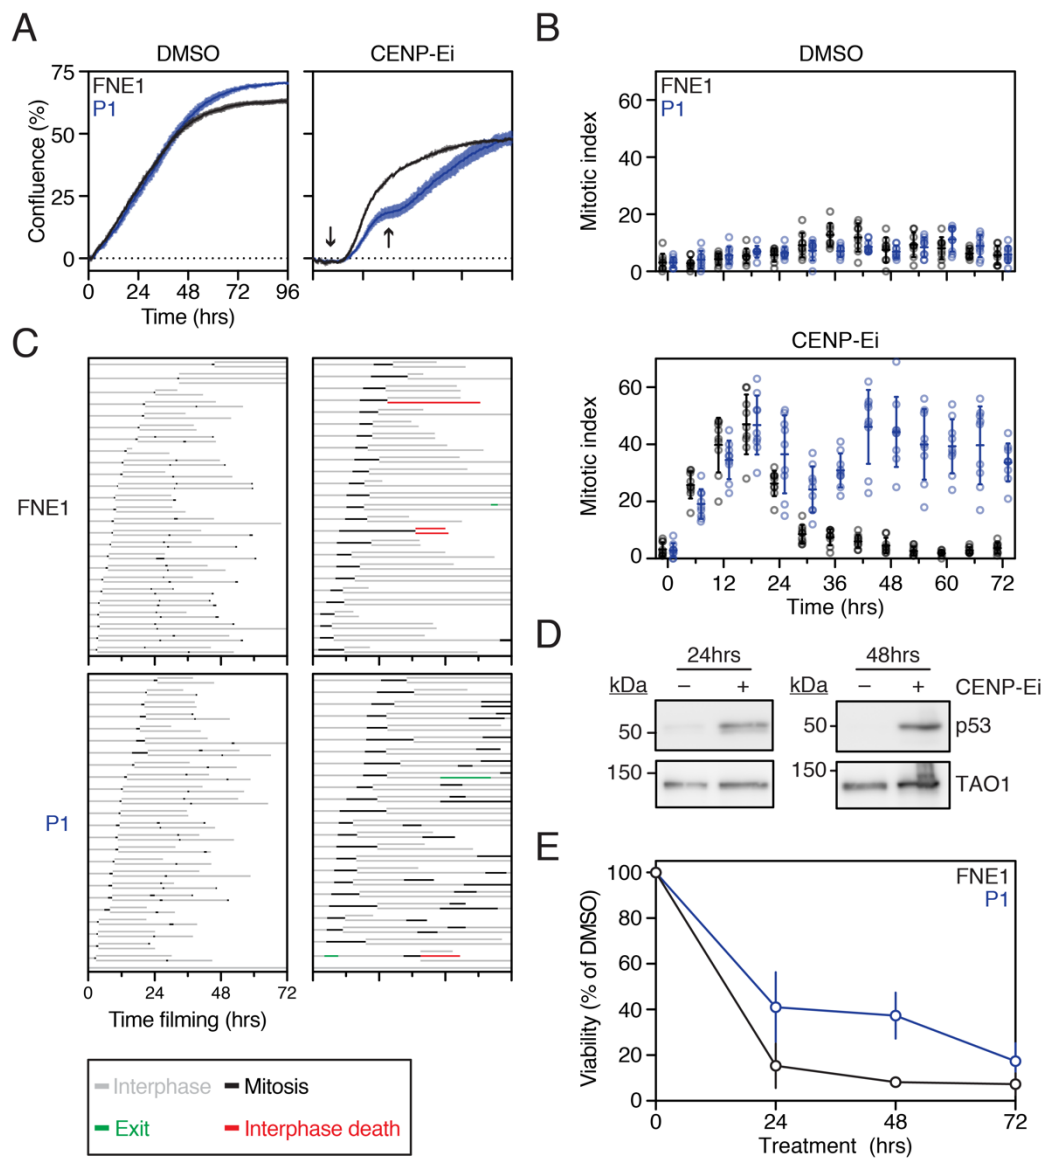 A
DMSO
CENP-Ei
75
50
25
0
Confluence (%)
FNE1
P1
0 24 48 72 96
Time (hrs)
B
DMSO
FNE1
P1
60
40
20
0
Mitotic index
CENP-Ei
60
40
20
0
Mitotic index
0 12 24 36 48 60 72
Time (hrs)
C
FNE1
P1
0 24 48 72
Time filming (hrs)
Interphase
Mitosis
Exit
Interphase death
D
24hrs
48hrs
kDa − +
kDa − + CENP-Ei
50
50 p53
150
150 TAO1
E
FNE1
P1
100
80
60
40
20
0
Viability (% of DMSO)
0 24 48 72
Treatment (hrs)